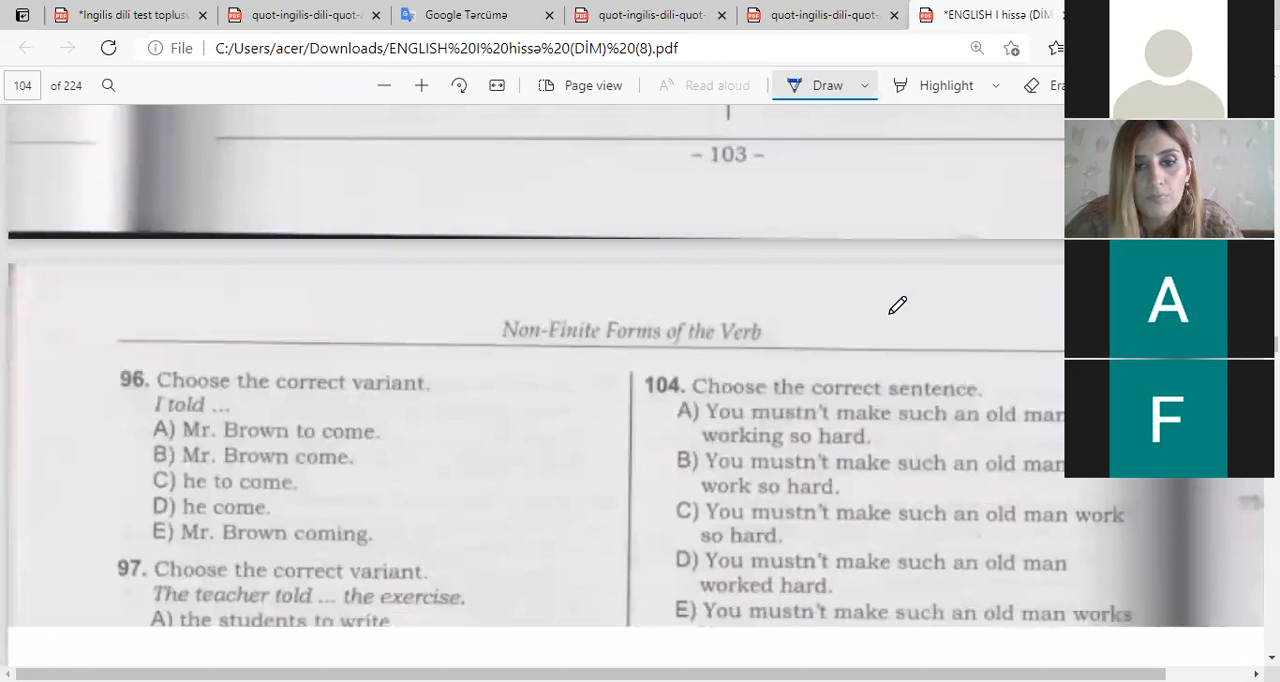 *Ingilis dili test toplusu
quot-ingilis-dili-quot-
Google Tərcümə
quot-ingilis-dili-quot-
quot-ingilis-dili-quot-
*ENGLISH I hissə (DİM
File
C:/Users/acer/Downloads/ENGLISH%20I%20hissə%20(DİM)%20(8).pdf
104 of 224
Page view
Read aloud
Draw
Highlight
- 103 -
Non-Finite Forms of the Verb
96. Choose the correct variant.
I told ...
A) Mr. Brown to come.
B) Mr. Brown come.
C) he to come.
D) he come.
E) Mr. Brown coming.
97. Choose the correct variant.
The teacher told ... the exercise.
A) the students to write
104. Choose the correct sentence.
A) You mustn't make such an old man
working so hard.
B) You mustn't make such an old man
work so hard.
C) You mustn't make such an old man work
so hard.
D) You mustn't make such an old man
worked hard.
E) You mustn't make such an old man works
A
F